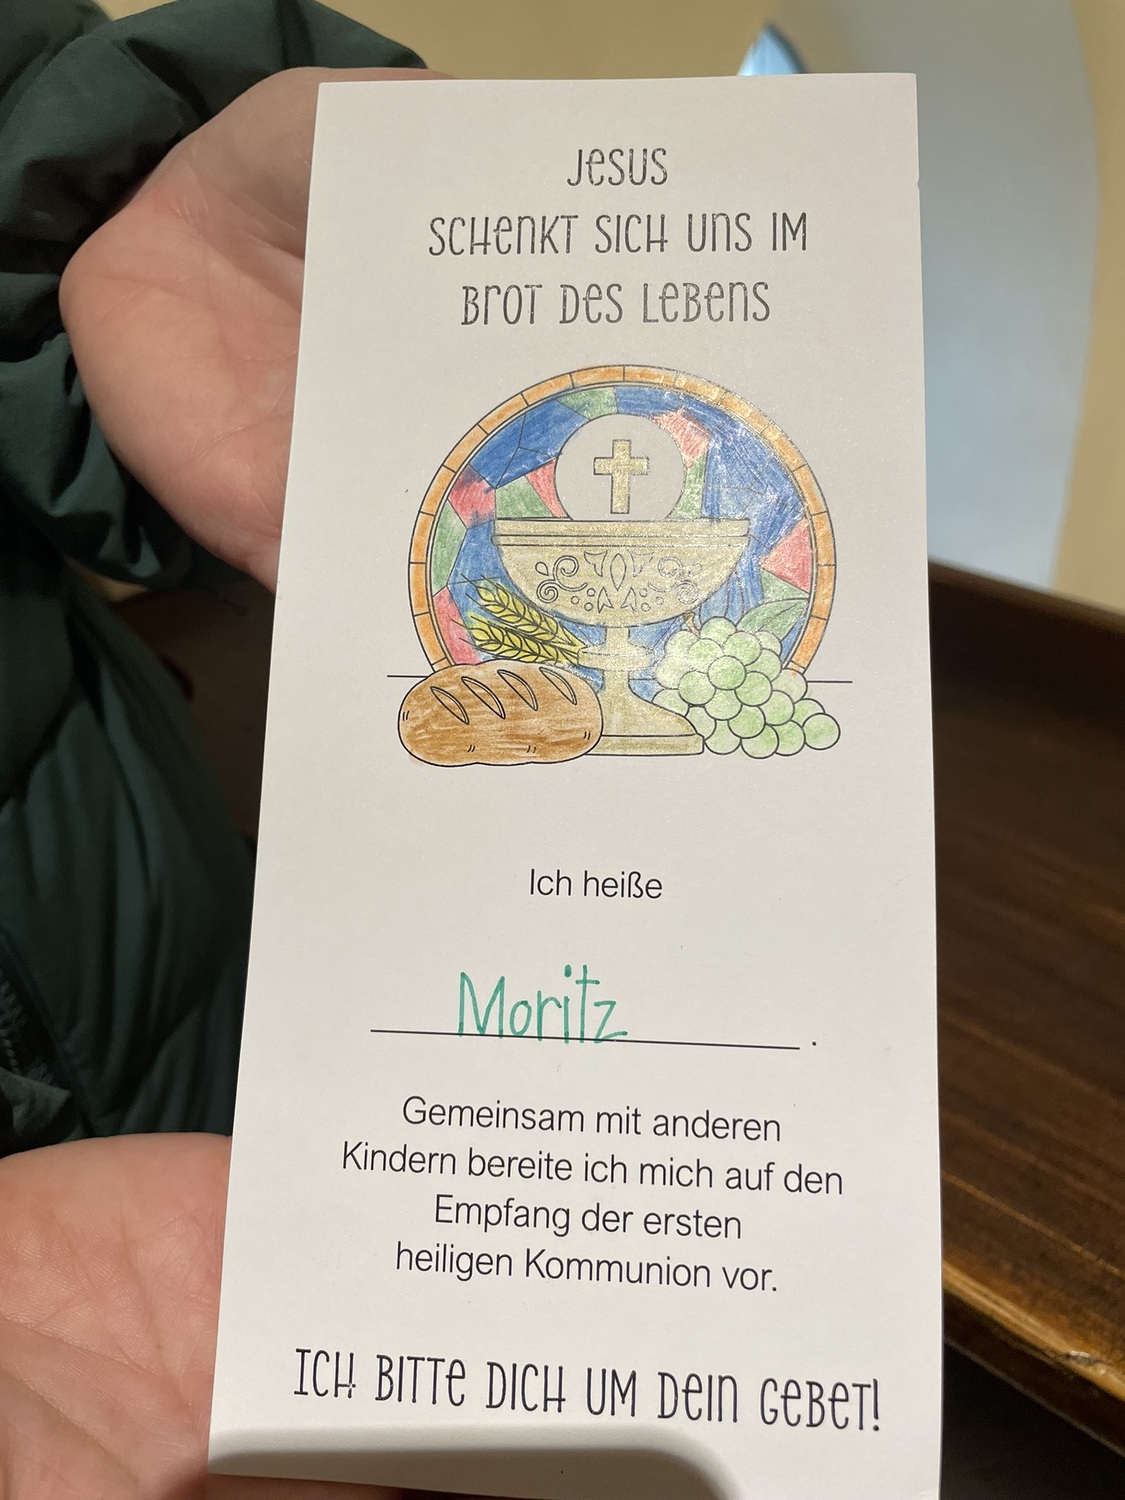 Jesus
schenkt sich uns im
Brot des Lebens
Ich heiße
Moritz
.
Gemeinsam mit anderen
Kindern bereite ich mich auf den
Empfang der ersten
heiligen Kommunion vor.
Ich bitte dich um dein Gebet!